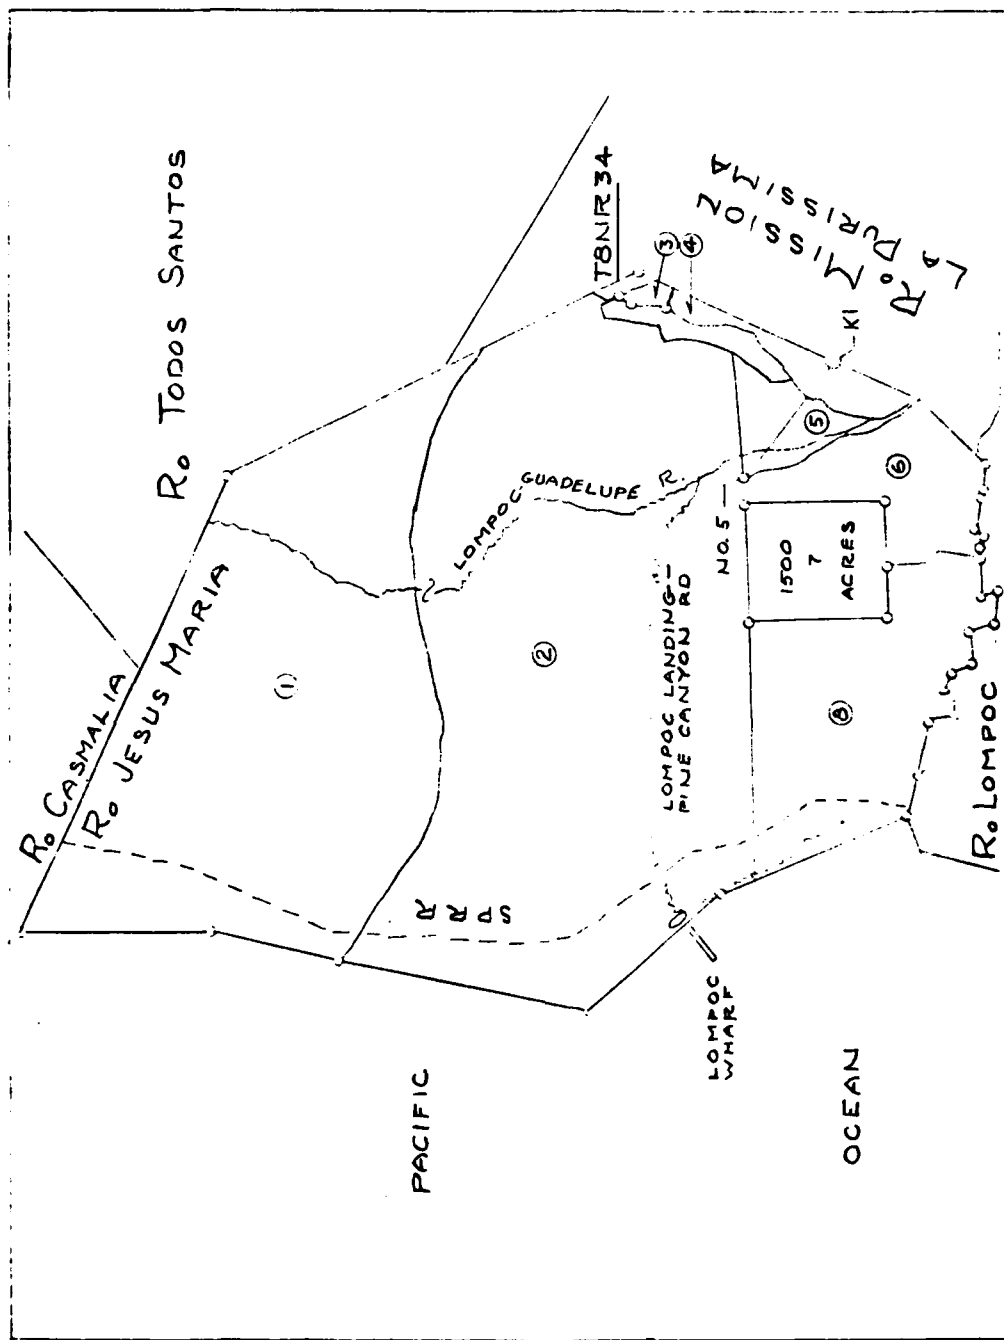 Ro CASMALIA
Ro JESUS MARIA
Ro TODOS SANTOS
T8N R34
③
④
Ro MISSION
La PURISSIMA
K1
①
②
LOMPOC GUADELUPE R.
SPRR
LOMPOC LANDING –
PINE CANYON RD
NO. 5 —
1500
7
ACRES
⑤
⑥
⑧
LOMPOC
WHARF
Ro LOMPOC
PACIFIC
OCEAN